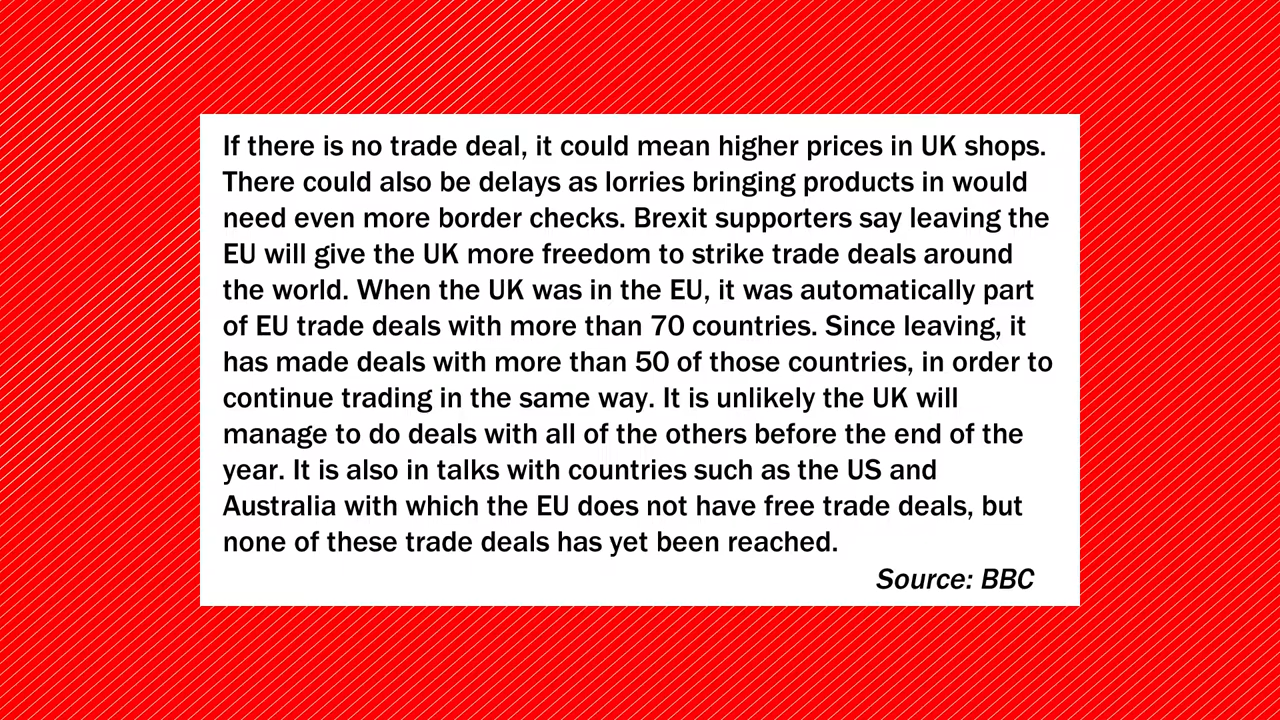 If there is no trade deal, it could mean higher prices in UK shops.
There could also be delays as lorries bringing products in would
need even more border checks. Brexit supporters say leaving the
EU will give the UK more freedom to strike trade deals around
the world. When the UK was in the EU, it was automatically part
of EU trade deals with more than 70 countries. Since leaving, it
has made deals with more than 50 of those countries, in order to
continue trading in the same way. It is unlikely the UK will
manage to do deals with all of the others before the end of the
year. It is also in talks with countries such as the US and
Australia with which the EU does not have free trade deals, but
none of these trade deals has yet been reached.
Source: BBC